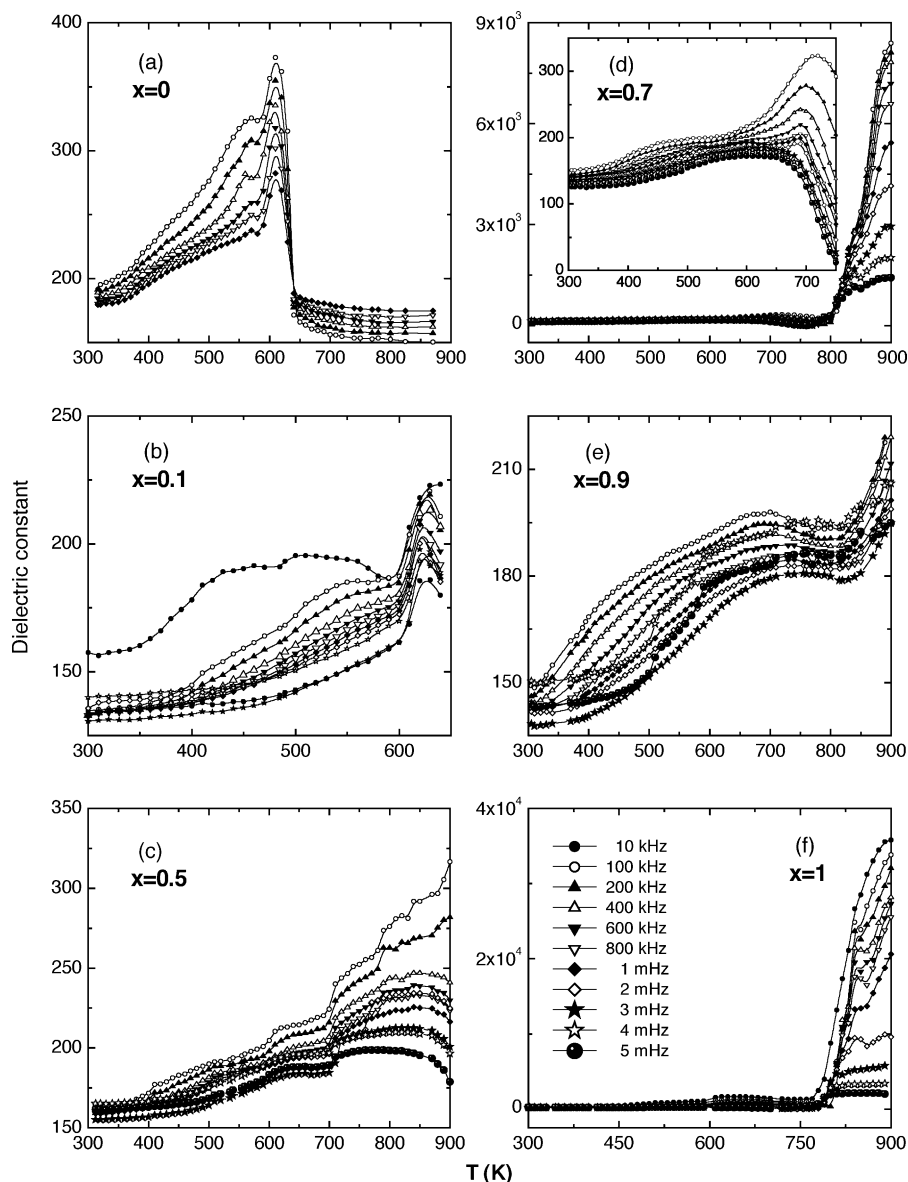 400
(a)
x=0
300
200
300 400 500 600 700 800 900
9x10³
(d)
x=0.7
300
200
100
0
300 400 500 600 700
6x10³
3x10³
0
300 400 500 600 700 800 900
Dielectric constant
250
(b)
x=0.1
200
150
300 400 500 600
(e)
x=0.9
210
180
150
300 400 500 600 700 800 900
350
(c)
x=0.5
300
250
200
150
300 400 500 600 700 800 900
4x10⁴
(f)
x=1
10 kHz
100 kHz
200 kHz
400 kHz
600 kHz
800 kHz
1 mHz
2 mHz
3 mHz
4 mHz
5 mHz
2x10⁴
0
300 450 600 750 900
T (K)